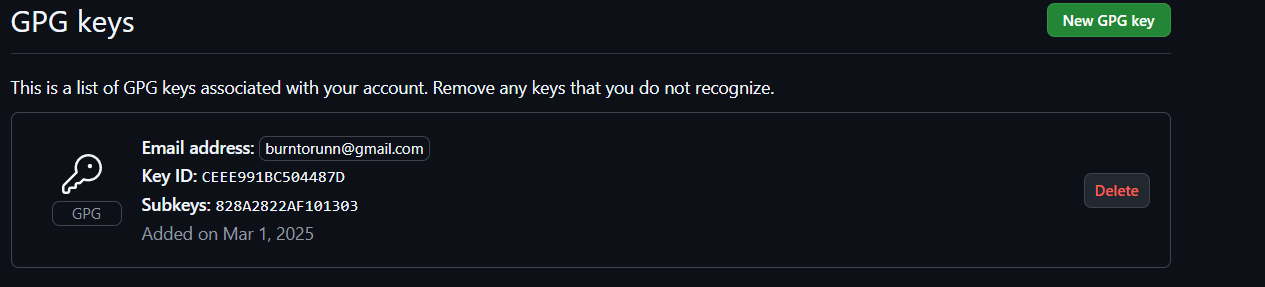 GPG keys
New GPG key
This is a list of GPG keys associated with your account. Remove any keys that you do not recognize.
Email address: burntorunn@gmail.com
Key ID: CEEE991BC504487D
GPG
Subkeys: 828A2822AF101303
Added on Mar 1, 2025
Delete